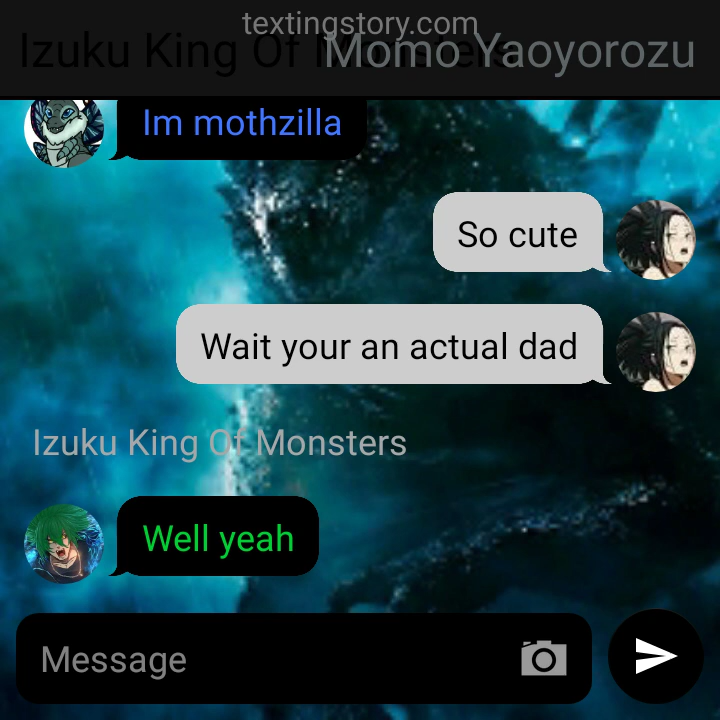 textingstory.com
Izuku King Of Monsters
Momo Yaoyorozu
Im mothzilla
So cute
Wait your an actual dad
Izuku King Of Monsters
Well yeah
Message